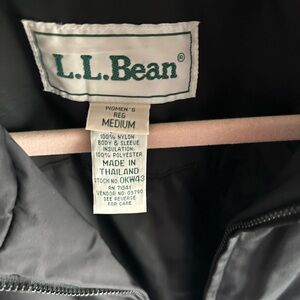 L.L.Bean®
WOMEN'S
REG
MEDIUM
100% NYLON
BODY & SLEEVE
INSULATION:
100% POLYESTER
MADE IN
THAILAND
STOCK NO. OKW43
RN 71341
VENDOR NO: 03790
SEE REVERSE
FOR CARE